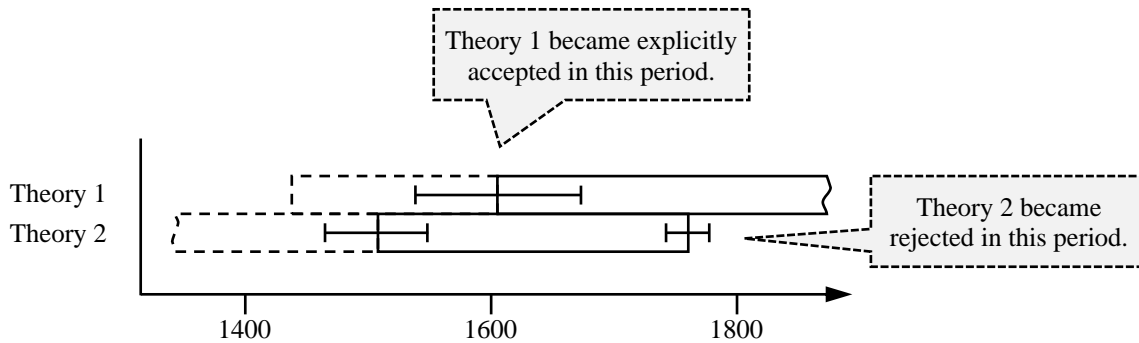 Theory 1 became explicitly
accepted in this period.
Theory 1
Theory 2
Theory 2 became
rejected in this period.
1400
1600
1800